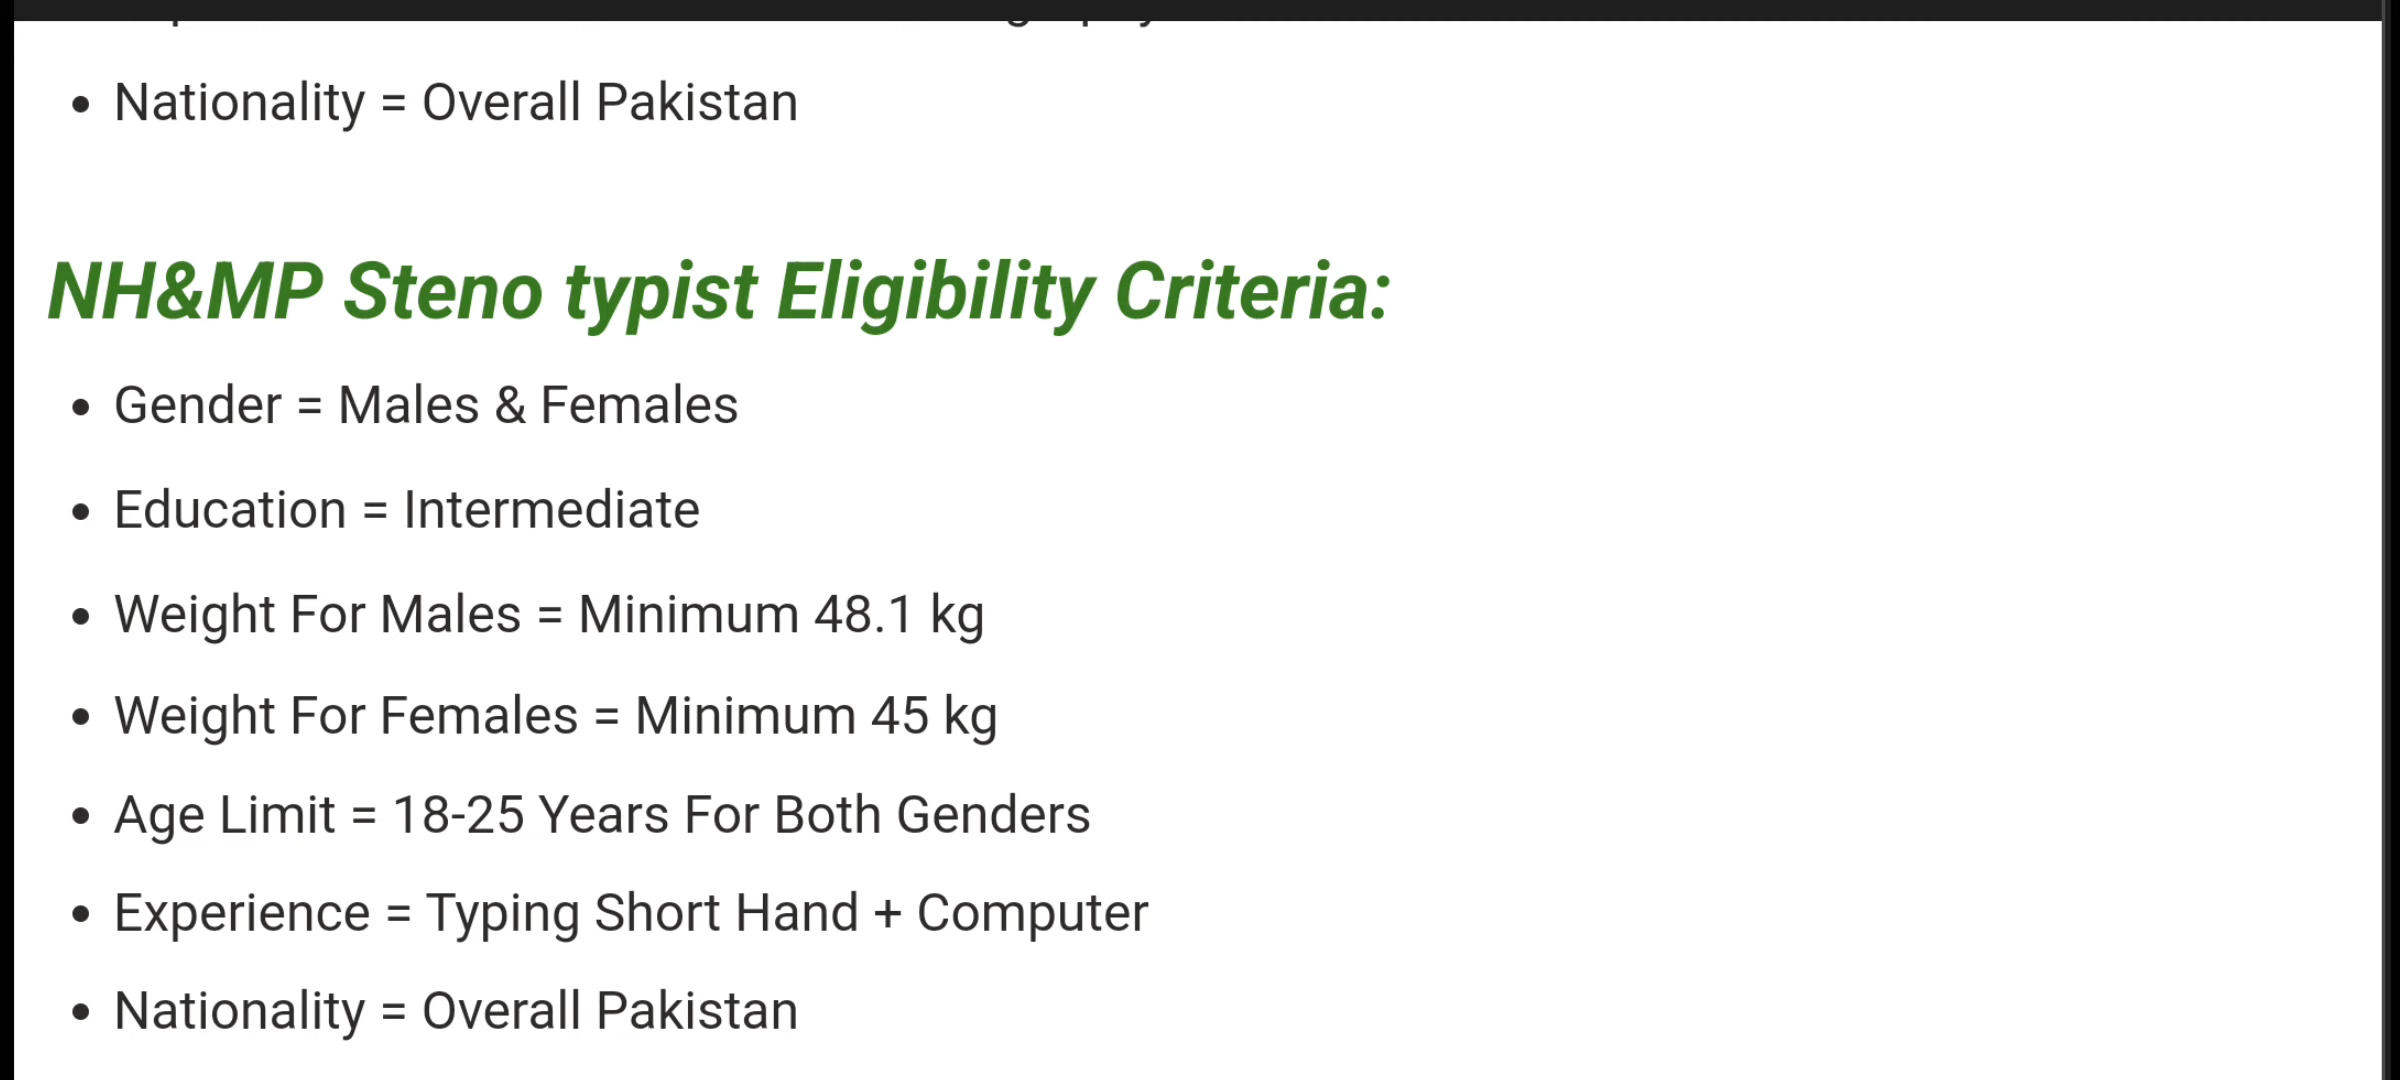 Nationality = Overall Pakistan
NH&MP Steno typist Eligibility Criteria:
Gender = Males & Females
Education = Intermediate
Weight For Males = Minimum 48.1 kg
Weight For Females = Minimum 45 kg
Age Limit = 18-25 Years For Both Genders
Experience = Typing Short Hand + Computer
Nationality = Overall Pakistan